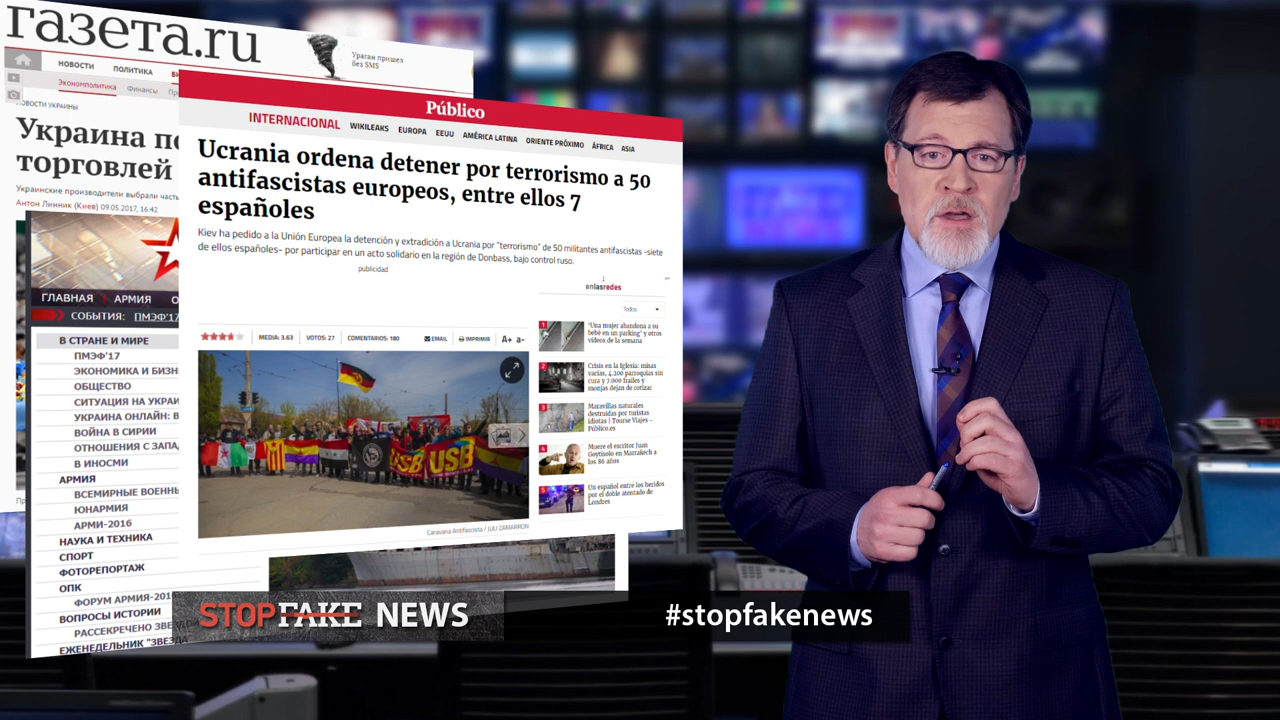 газета.ru
Ураган пришел
без SMS
НОВОСТИ
ПОЛИТИКА
Экономполитика
Финансы
НОВОСТИ УКРАИНЫ
Украина
торговлей
Украинские производители выбрали часть
Антон Линник (Киев) 09.05.2017, 16:42
Público
INTERNACIONAL WIKILEAKS EUROPA EEUU AMÉRICA LATINA ORIENTE PRÓXIMO ÁFRICA ASIA
Ucrania ordena detener por terrorismo a 50
antifascistas europeos, entre ellos 7
españoles
Kiev ha pedido a la Unión Europea la detención y extradición a Ucrania por "terrorismo" de 50 militantes antifascistas -siete
de ellos españoles- por participar en un acto solidario en la región de Donbass, bajo control ruso.
publicidad
enlasredes
Todos
MEDIA: 3.63 VOTOS: 27 COMENTARIOS: 180 EMAIL IMPRIMIR A+ a-
1 "Una mujer abandona a su
bebé en un parking" y otros
vídeos de la semana
2 Crisis en la Iglesia: misas
vacías, 4.200 parroquias sin
cura y 7.000 frailes y
monjas dejan de cotizar
3 Maravillas naturales
destruidas por turistas
idiotas | Tourse Viajes -
Público.es
4 Muere el escritor Juan
Goytisolo en Marrakech a
los 86 años
5 Un español entre los heridos
por el doble atentado de
Londres
USB USB
Caravana Antifascista / JULI ZAMARRON
ГЛАВНАЯ АРМИЯ
СОБЫТИЯ: ПМЭФ'17
В СТРАНЕ И МИРЕ
ПМЭФ'17
ЭКОНОМИКА И БИЗН
ОБЩЕСТВО
СИТУАЦИЯ НА УКРАИ
УКРАИНА ОНЛАЙН: В
ВОЙНА В СИРИИ
ОТНОШЕНИЯ С ЗАПА
В ИНОСМИ
АРМИЯ
ВСЕМИРНЫЕ ВОЕНН
ЮНАРМИЯ
АРМИ-2016
НАУКА И ТЕХНИКА
СПОРТ
ФОТОРЕПОРТАЖ
ОПК
ФОРУМ АРМИЯ-201
ВОПРОСЫ ИСТОРИИ
РАССЕКРЕЧЕНО ЗВЕЗД
ЕЖЕНЕДЕЛЬНИК "ЗВЕЗДА
STOPFAKE NEWS
#stopfakenews